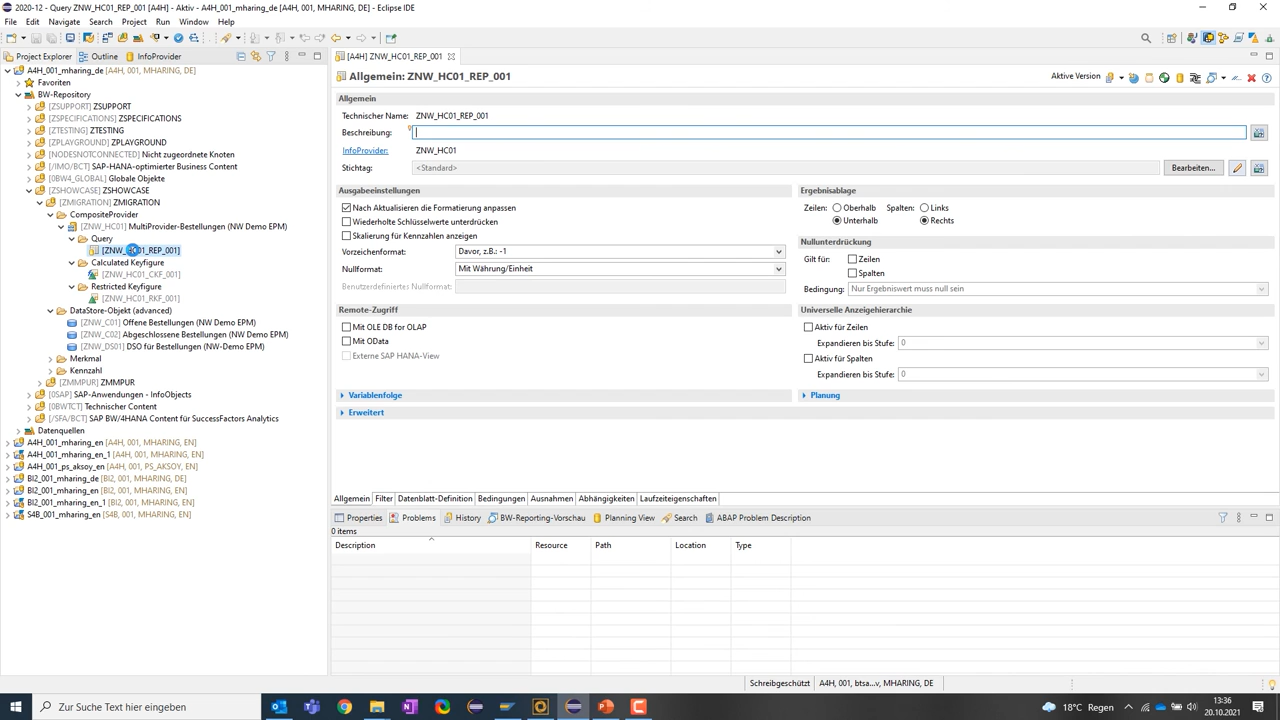 2020-12 - Query ZNW_HC01_REP_001 [A4H] - Aktiv - A4H_001_mharing_de [A4H, 001, MHARING, DE] - Eclipse IDE
File Edit Navigate Search Project Run Window Help
Project Explorer Outline InfoProvider
A4H_001_mharing_de [A4H, 001, MHARING, DE]
Favoriten
BW-Repository
[ZSUPPORT] ZSUPPORT
[ZSPECIFICATIONS] ZSPECIFICATIONS
[ZTESTING] ZTESTING
[ZPLAYGROUND] ZPLAYGROUND
[NODESNOTCONNECTED] Nicht zugeordnete Knoten
[/IMO/BCT] SAP-HANA-optimierter Business Content
[0BW4_GLOBAL] Globale Objekte
[ZSHOWCASE] ZSHOWCASE
[ZMIGRATION] ZMIGRATION
CompositeProvider
[ZNW_HC01] MultiProvider-Bestellungen (NW Demo EPM)
Query
[ZNW_HC01_REP_001]
Calculated Keyfigure
[ZNW_HC01_CKF_001]
Restricted Keyfigure
[ZNW_HC01_RKF_001]
DataStore-Objekt (advanced)
[ZNW_C01] Offene Bestellungen (NW Demo EPM)
[ZNW_C02] Abgeschlossene Bestellungen (NW Demo EPM)
[ZNW_DS01] DSO für Bestellungen (NW-Demo EPM)
Merkmal
Kennzahl
[ZMMPUR] ZMMPUR
[0SAP] SAP-Anwendungen - InfoObjects
[0BWTCT] Technischer Content
[/SFA/BCT] SAP BW/4HANA Content für SuccessFactors Analytics
Datenquellen
A4H_001_mharing_en [A4H, 001, MHARING, EN]
A4H_001_mharing_en_1 [A4H, 001, MHARING, EN]
A4H_001_ps_aksoy_en [A4H, 001, PS_AKSOY, EN]
BI2_001_mharing_de [BI2, 001, MHARING, DE]
BI2_001_mharing_en [BI2, 001, MHARING, EN]
BI2_001_mharing_en_1 [BI2, 001, MHARING, EN]
S4B_001_mharing_en [S4B, 001, MHARING, EN]
[A4H] ZNW_HC01_REP_001
Allgemein: ZNW_HC01_REP_001 Aktive Version
Allgemein
Technischer Name: ZNW_HC01_REP_001
Beschreibung:
InfoProvider: ZNW_HC01
Stichtag: <Standard> Bearbeiten...
Ausgabeeinstellungen
Nach Aktualisieren die Formatierung anpassen
Wiederholte Schlüsselwerte unterdrücken
Skalierung für Kennzahlen anzeigen
Vorzeichenformat: Davor, z.B.: -1
Nullformat: Mit Währung/Einheit
Benutzerdefiniertes Nullformat:
Remote-Zugriff
Mit OLE DB for OLAP
Mit OData
Externe SAP HANA-View
Variablenfolge
Erweitert
Ergebnisablage
Zeilen: Oberhalb Spalten: Links
Unterhalb Rechts
Nullunterdrückung
Gilt für: Zeilen
Spalten
Bedingung: Nur Ergebniswert muss null sein
Universelle Anzeigehierarchie
Aktiv für Zeilen
Expandieren bis Stufe: 0
Aktiv für Spalten
Expandieren bis Stufe: 0
Planung
Allgemein Filter Datenblatt-Definition Bedingungen Ausnahmen Abhängigkeiten Laufzeiteigenschaften
Properties Problems History BW-Reporting-Vorschau Planning View Search ABAP Problem Description
0 items
Description Resource Path Location Type
Schreibgeschützt A4H, 001, btsa...v, MHARING, DE
Zur Suche Text hier eingeben
18°C Regen
13:36
20.10.2021